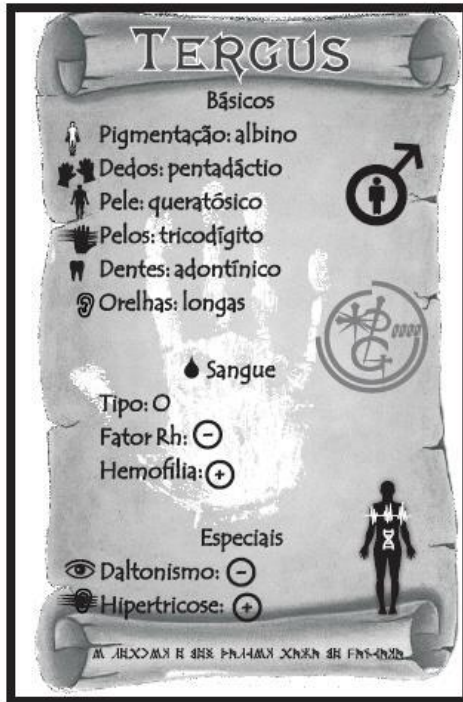 TERGUS
Básicos
Pigmentação: albino
Dedos: pentadáctio
Pele: queratósico
Pelos: tricodígito
Dentes: adontínico
Orelhas: longas
Sangue
Tipo: O
Fator Rh: -
Hemofilia: +
Especiais
Daltonismo: -
Hipertricose: +